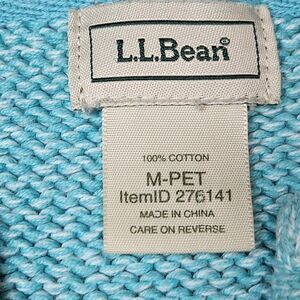 L.L.Bean®
100% COTTON
M-PET
ItemID 276141
MADE IN CHINA
CARE ON REVERSE